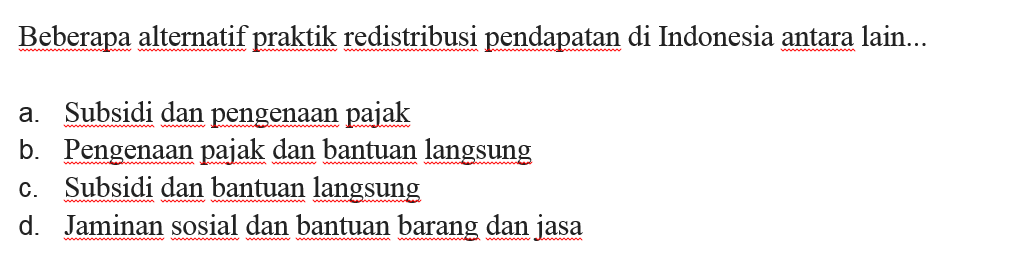 Beberapa alternatif praktik redistribusi pendapatan di Indonesia antara lain...
a. Subsidi dan pengenaan pajak
b. Pengenaan pajak dan bantuan langsung
c. Subsidi dan bantuan langsung
d. Jaminan sosial dan bantuan barang dan jasa